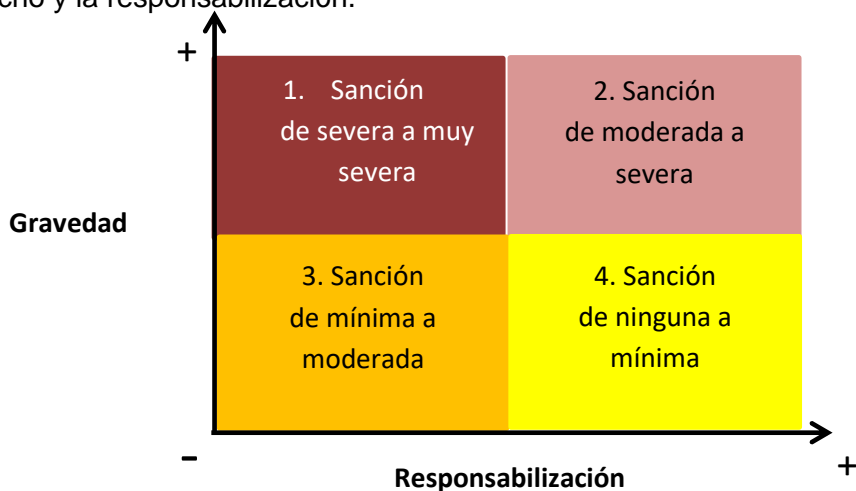 y la responsabilización.
+
1. Sanción
de severa a muy
severa
2. Sanción
de moderada a
severa
Gravedad
3. Sanción
de mínima a
moderada
4. Sanción
de ninguna a
mínima
-
Responsabilización
+